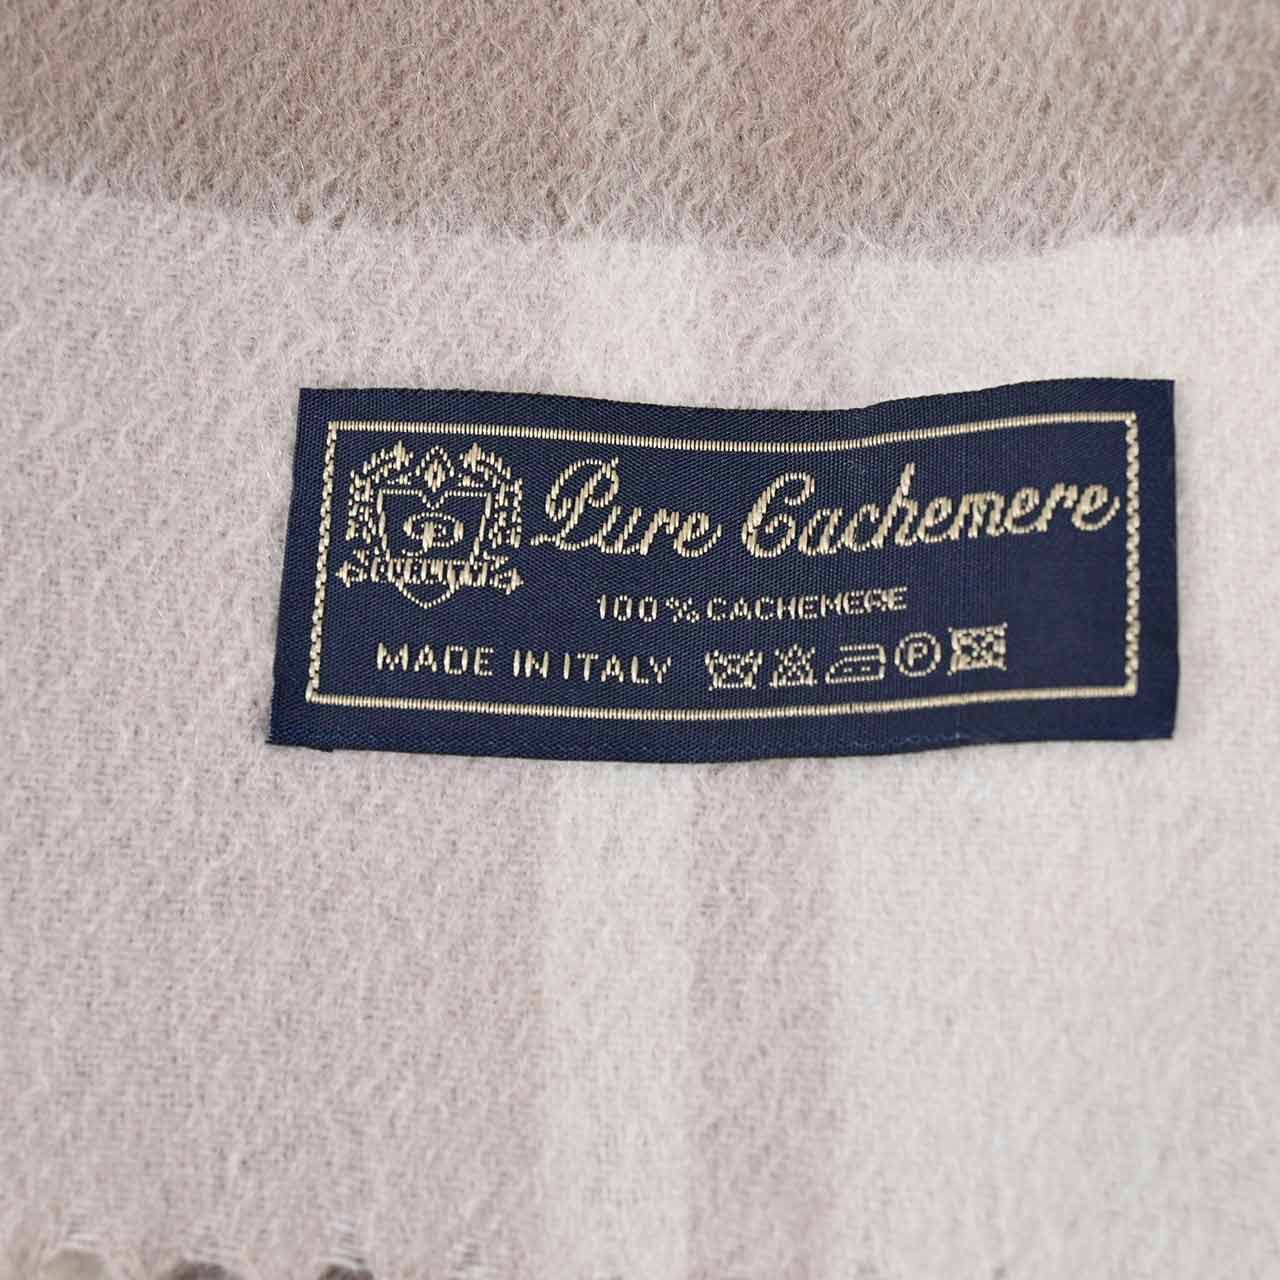 Pure Cachemere
100% CACHEMERE
MADE IN ITALY P